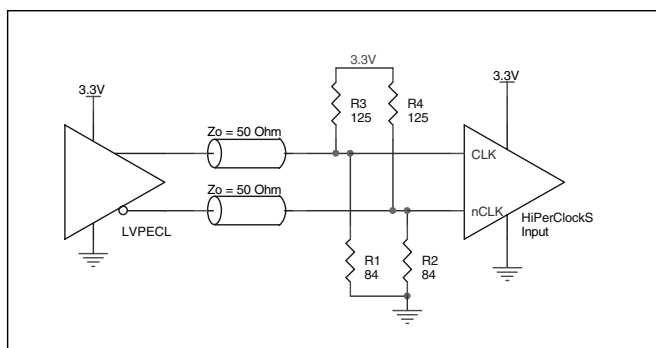 3.3V
3.3V
3.3V
R3
125
R4
125
Zo = 50 Ohm
CLK
Zo = 50 Ohm
nCLK
HiPerClockS
Input
LVPECL
R1
84
R2
84